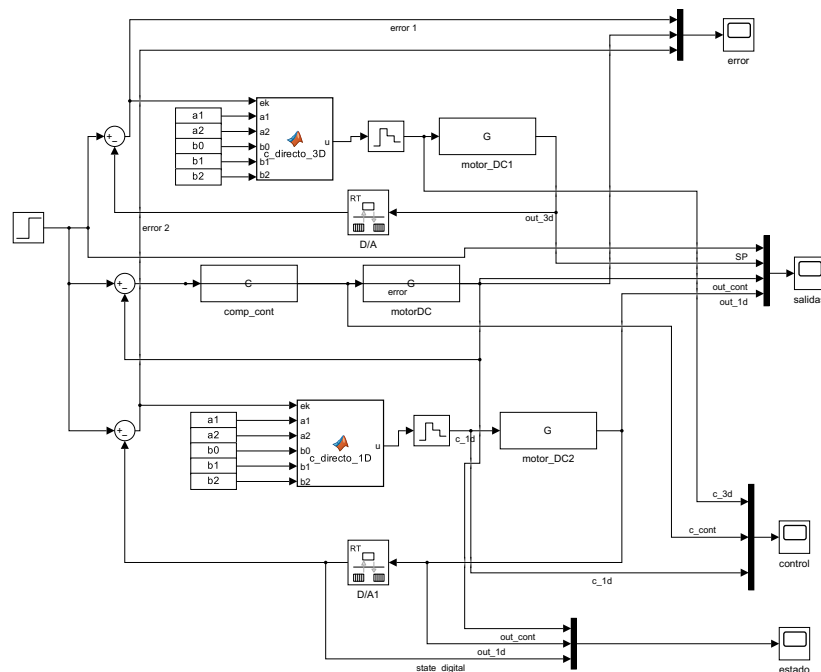 error 1
error
ek
a1
a2
b0
b1
b2
a1
a2
b0
b1
b2
u
c_directo_3D
G
motor_DC1
RT
D/A
out_3d
error 2
SP
out_cont
out_1d
salidas
C
comp_cont
error
G
motorDC
ek
a1
a2
b0
b1
b2
a1
a2
b0
b1
b2
u
c_directo_1D
c_1d
G
motor_DC2
c_3d
c_cont
c_1d
control
RT
D/A1
out_cont
out_1d
state_digital
estado